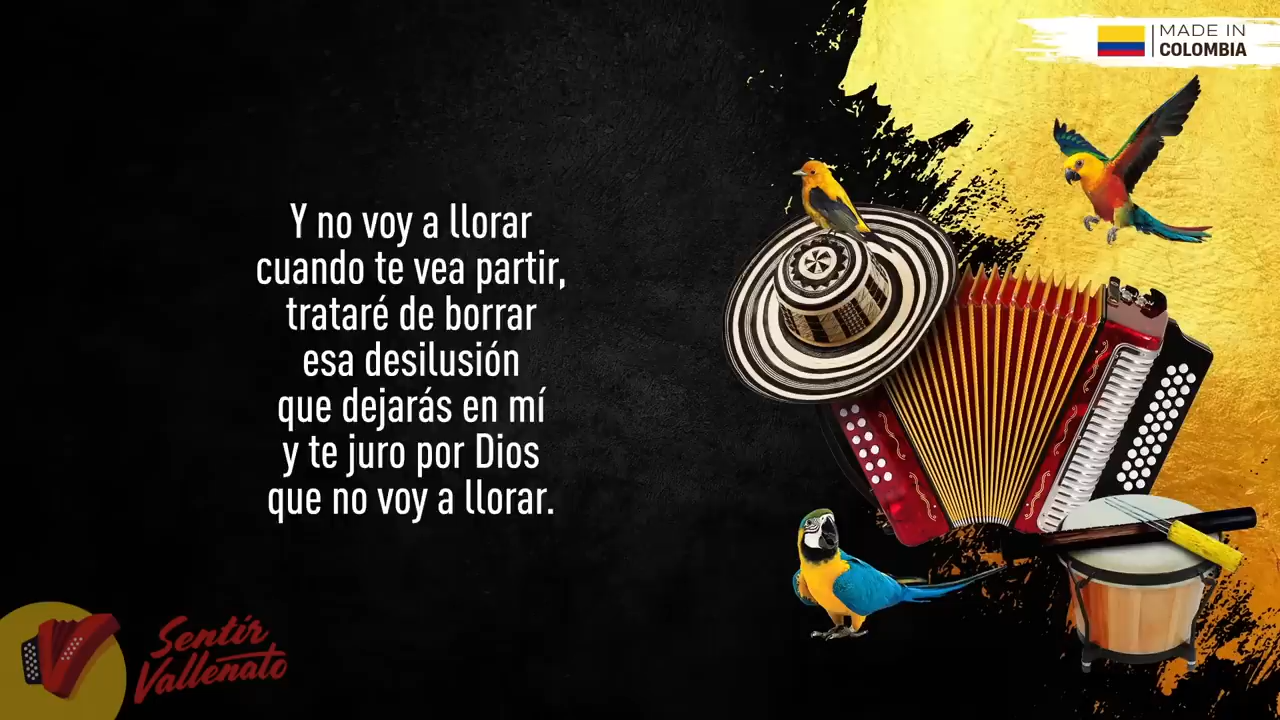 MADE IN
COLOMBIA
Y no voy a llorar
cuando te vea partir,
trataré de borrar
esa desilusión
que dejarás en mí
y te juro por Dios
que no voy a llorar.
Sentir
Vallenato